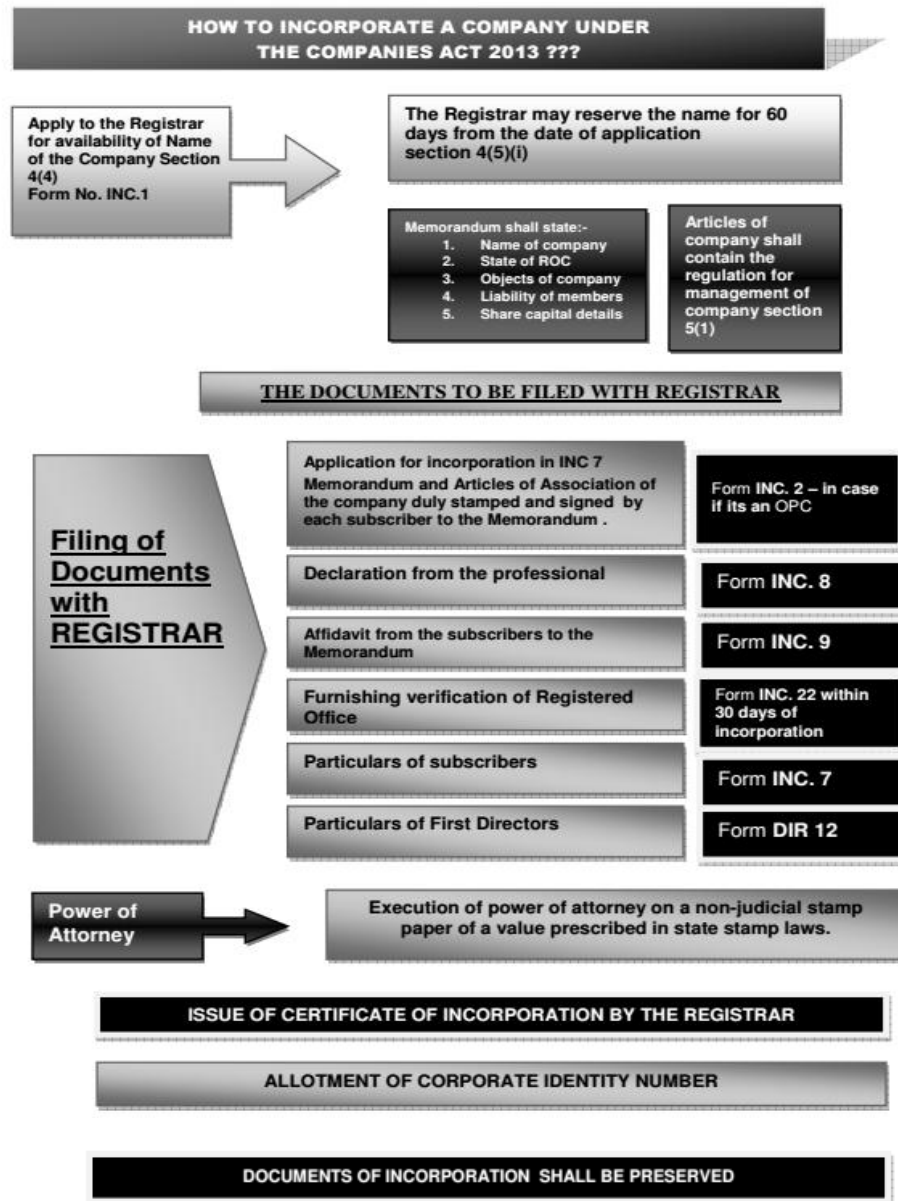 HOW TO INCORPORATE A COMPANY UNDER
THE COMPANIES ACT 2013 ???
Apply to the Registrar
for availability of Name
of the Company Section
4(4)
Form No. INC.1
The Registrar may reserve the name for 60
days from the date of application
section 4(5)(i)
Memorandum shall state:-
1. Name of company
2. State of ROC
3. Objects of company
4. Liability of members
5. Share capital details
Articles of
company shall
contain the
regulation for
management of
company section
5(1)
THE DOCUMENTS TO BE FILED WITH REGISTRAR
Filing of
Documents
with
REGISTRAR
Application for incorporation in INC 7
Memorandum and Articles of Association of
the company duly stamped and signed by
each subscriber to the Memorandum .
Form INC. 2 – in case
if its an OPC
Declaration from the professional
Form INC. 8
Affidavit from the subscribers to the
Memorandum
Form INC. 9
Furnishing verification of Registered
Office
Form INC. 22 within
30 days of
incorporation
Particulars of subscribers
Form INC. 7
Particulars of First Directors
Form DIR 12
Power of
Attorney
Execution of power of attorney on a non-judicial stamp
paper of a value prescribed in state stamp laws.
ISSUE OF CERTIFICATE OF INCORPORATION BY THE REGISTRAR
ALLOTMENT OF CORPORATE IDENTITY NUMBER
DOCUMENTS OF INCORPORATION SHALL BE PRESERVED